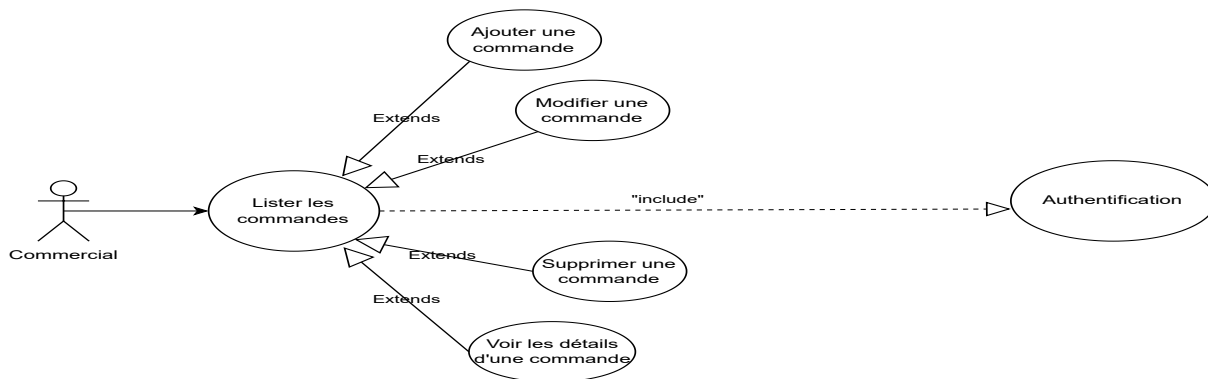 Ajouter une
commande
Extends
Modifier une
commande
Extends
Lister les
commandes
"include"
Authentification
Commercial
Extends
Supprimer une
commande
Extends
Voir les détails
d'une commande